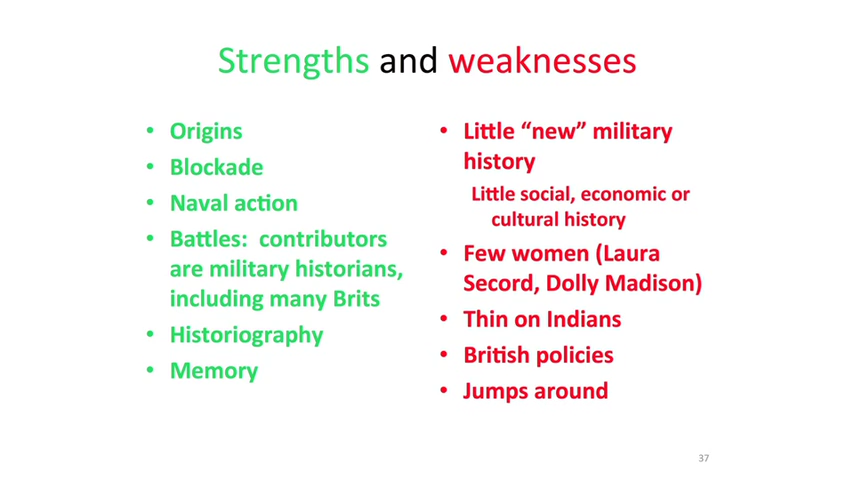 Strengths and weaknesses
• Origins
• Blockade
• Naval action
• Battles: contributors
are military historians,
including many Brits
• Historiography
• Memory
• Little “new” military
history
Little social, economic or
cultural history
• Few women (Laura
Secord, Dolly Madison)
• Thin on Indians
• British policies
• Jumps around
37